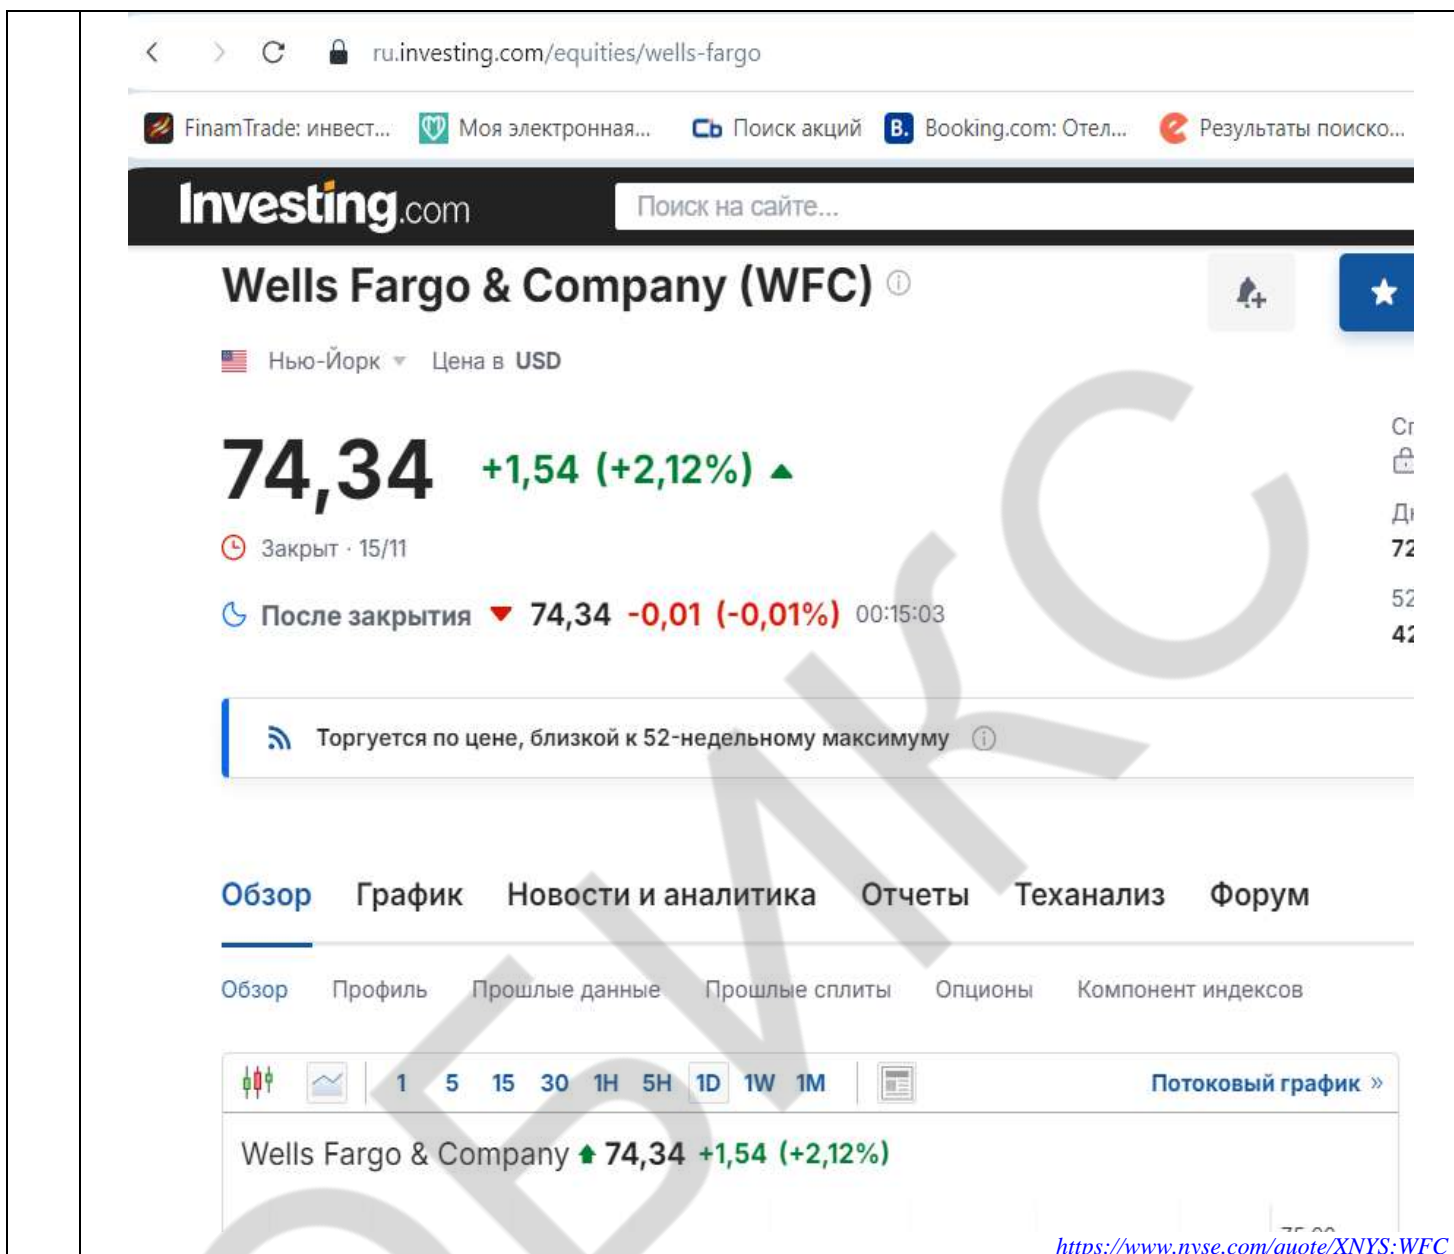 ru.investing.com/equities/wells-fargo
FinamTrade: инвест... Моя электронная... Cb Поиск акций B. Booking.com: Отел... Результаты поиско...
Investing.com Поиск на сайте...
Wells Fargo & Company (WFC)
Нью-Йорк Цена в USD
74,34 +1,54 (+2,12%)
Закрыт · 15/11
После закрытия 74,34 -0,01 (-0,01%) 00:15:03
72
52
42
Торгуется по цене, близкой к 52-недельному максимуму
Обзор График Новости и аналитика Отчеты Теханализ Форум
Обзор Профиль Прошлые данные Прошлые сплиты Опционы Компонент индексов
1 5 15 30 1H 5H 1D 1W 1M Потоковый график »
Wells Fargo & Company 74,34 +1,54 (+2,12%)
https://www.nyse.com/quote/XNYS:WFC
ОБИКС